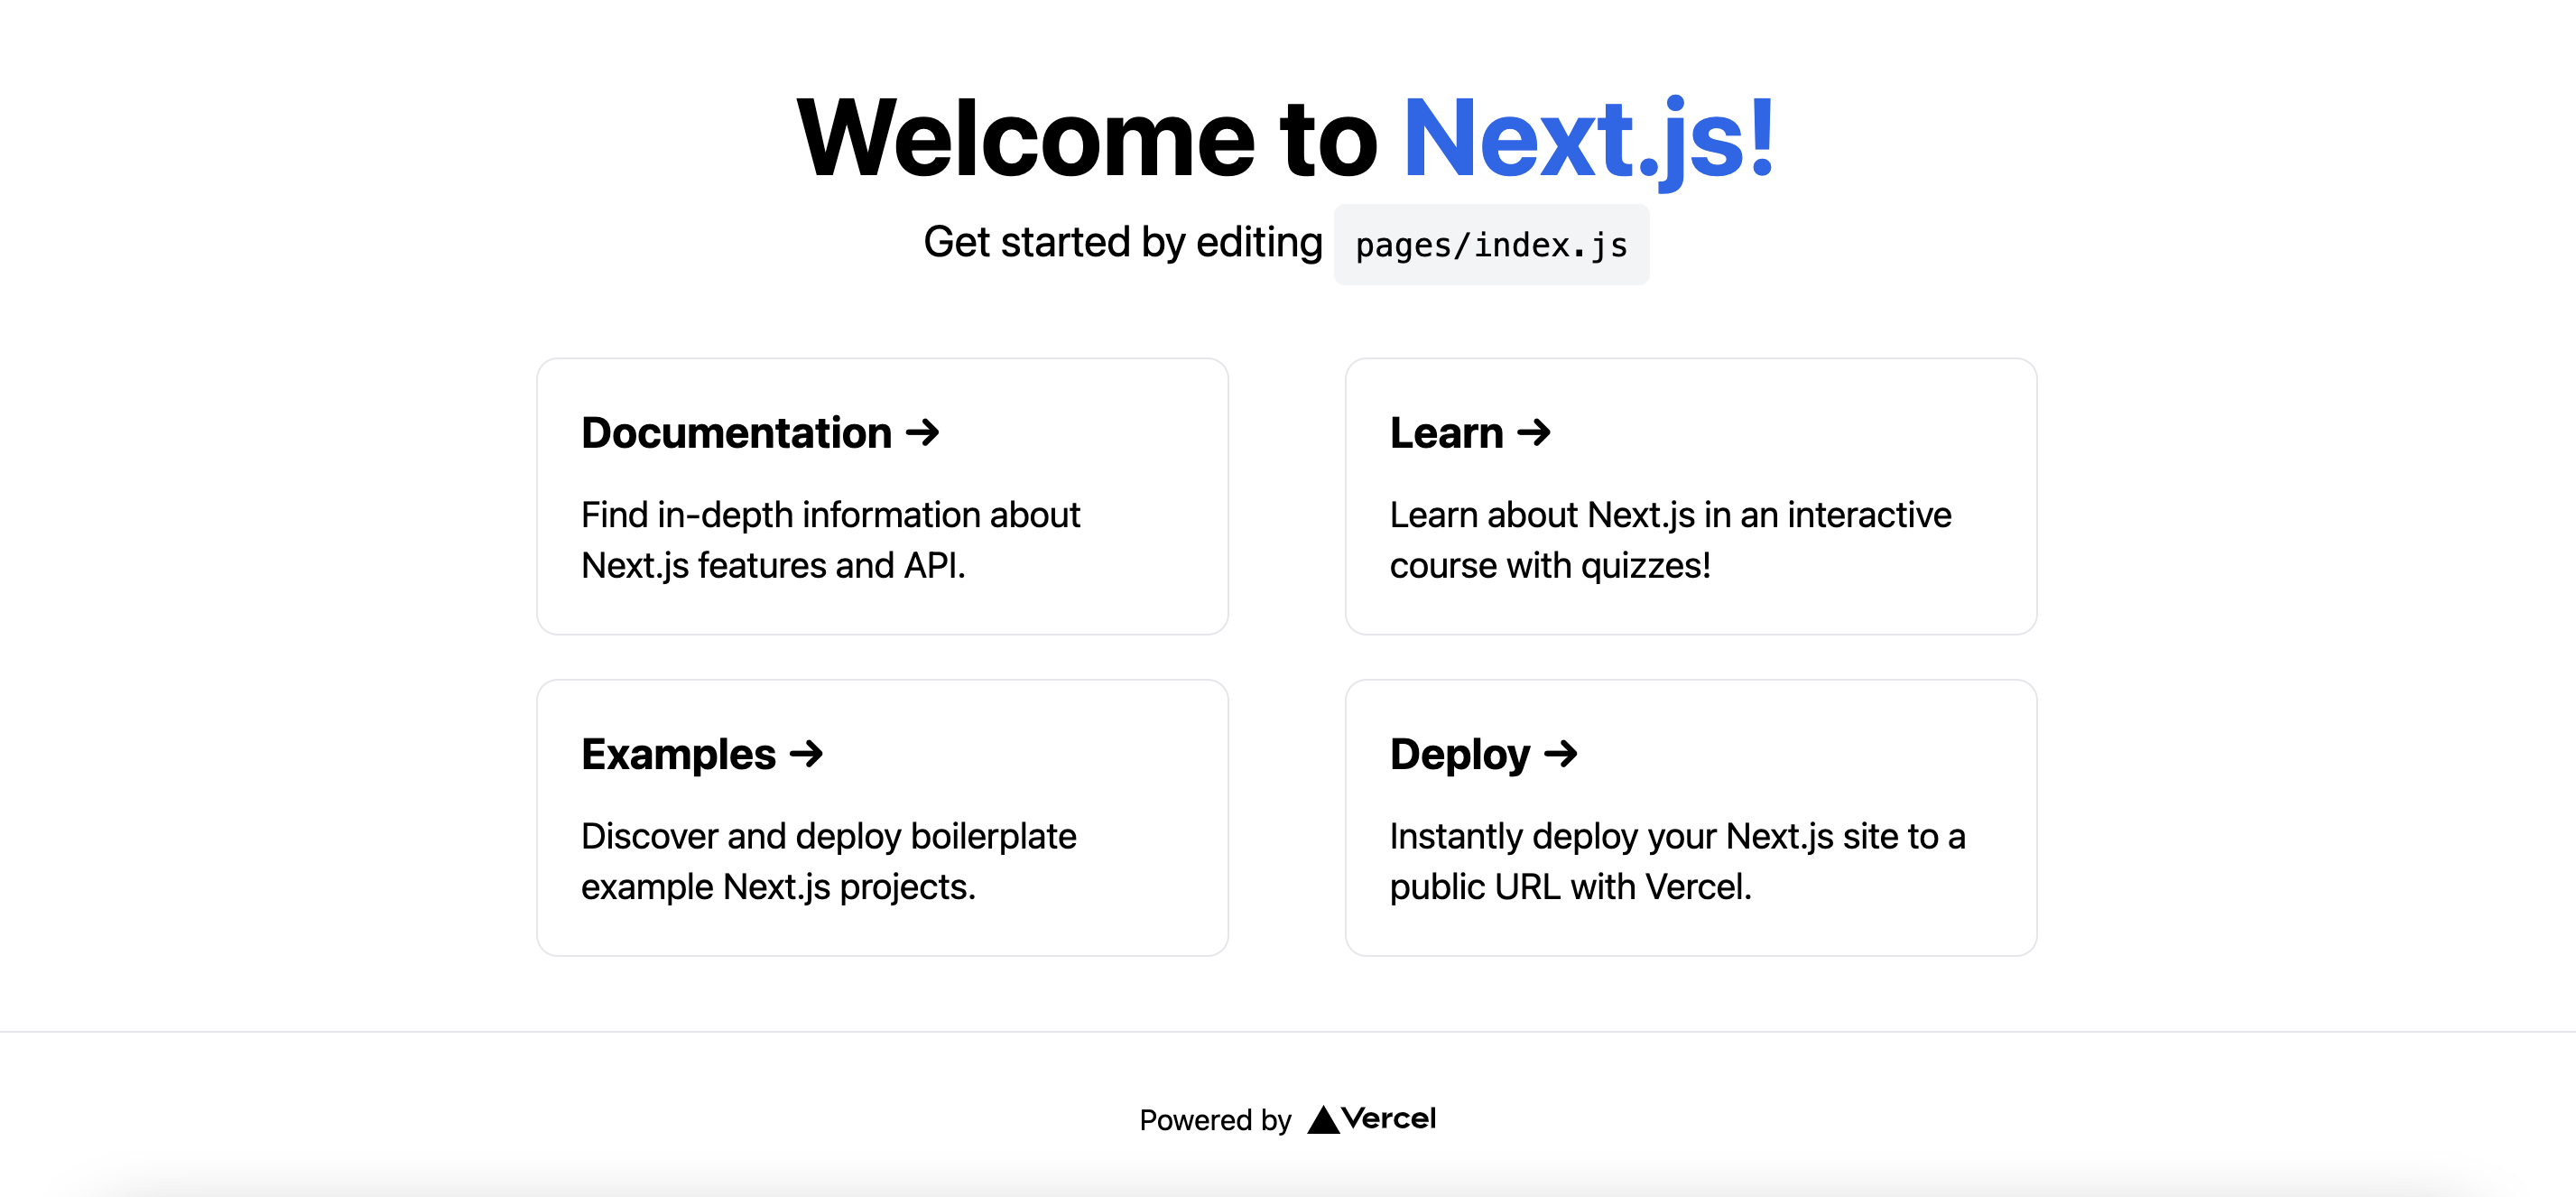 Welcome to Next.js!
Get started by editing pages/index.js
Documentation →
Find in-depth information about
Next.js features and API.
Learn →
Learn about Next.js in an interactive
course with quizzes!
Examples →
Discover and deploy boilerplate
example Next.js projects.
Deploy →
Instantly deploy your Next.js site to a
public URL with Vercel.
Powered by Vercel